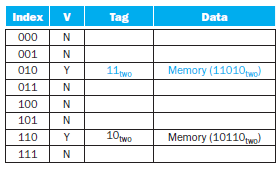 Index V Tag Data
000 N
001 N
010 Y 11two Memory (11010two)
011 N
100 N
101 N
110 Y 10two Memory (10110two)
111 N